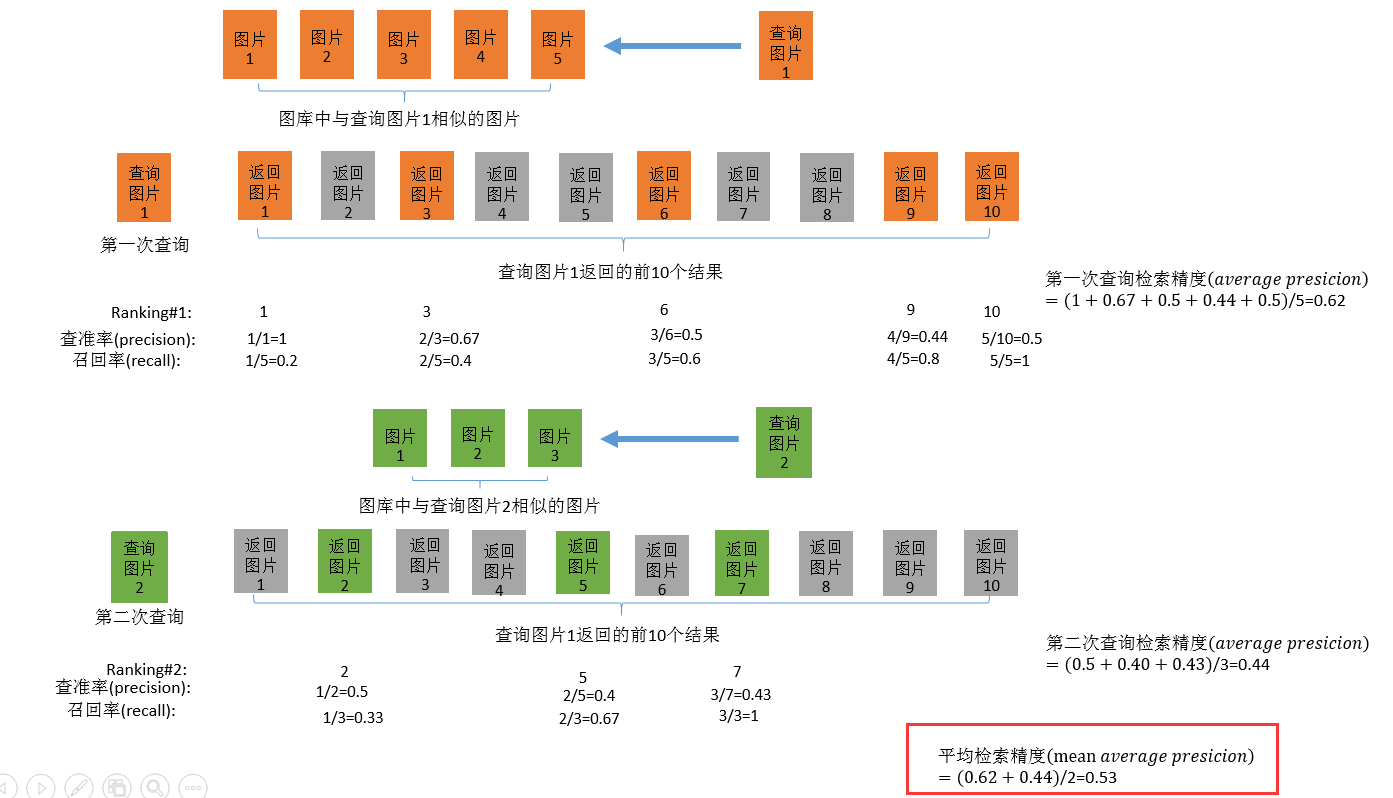 图片
1
图片
2
图片
3
图片
4
图片
5
查询
图片
1
图库中与查询图片1相似的图片
查询
图片
1
返回
图片
1
返回
图片
2
返回
图片
3
返回
图片
4
返回
图片
5
返回
图片
6
返回
图片
7
返回
图片
8
返回
图片
9
返回
图片
10
第一次查询
查询图片1返回的前10个结果
第一次查询检索精度(average presicion)
= (1 + 0.67 + 0.5 + 0.44 + 0.5)/5=0.62
Ranking#1: 1 3 6 9 10
查准率(precision): 1/1=1 2/3=0.67 3/6=0.5 4/9=0.44 5/10=0.5
召回率(recall): 1/5=0.2 2/5=0.4 3/5=0.6 4/5=0.8 5/5=1
图片
1
图片
2
图片
3
查询
图片
2
图库中与查询图片2相似的图片
查询
图片
2
返回
图片
1
返回
图片
2
返回
图片
3
返回
图片
4
返回
图片
5
返回
图片
6
返回
图片
7
返回
图片
8
返回
图片
9
返回
图片
10
第二次查询
查询图片1返回的前10个结果
第二次查询检索精度(average presicion)
= (0.5 + 0.40 + 0.43)/3=0.44
Ranking#2: 2 5 7
查准率(precision): 1/2=0.5 2/5=0.4 3/7=0.43
召回率(recall): 1/3=0.33 2/3=0.67 3/3=1
平均检索精度(mean average presicion)
= (0.62 + 0.44)/2=0.53